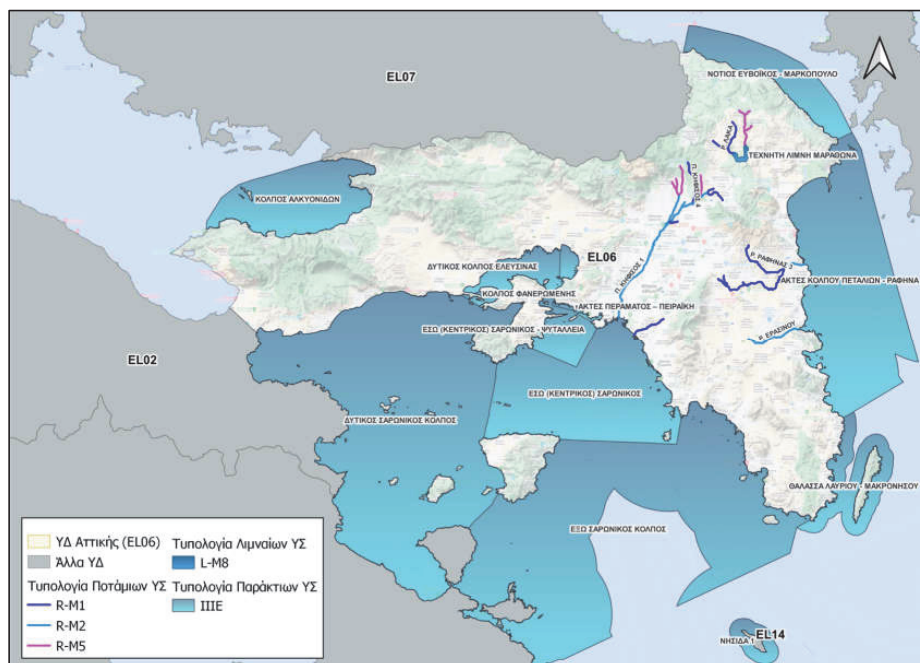 EL07
ΝΟΤΙΟΣ ΕΥΒΟΪΚΟΣ - ΜΑΡΚΟΠΟΥΛΟ
ΤΕΧΝΗΤΗ ΛΙΜΝΗ ΜΑΡΑΘΩΝΑ
ΚΟΛΠΟΣ ΑΛΚΥΟΝΙΔΩΝ
Π. ΚΗΦΙΣΟΣ
EL06
ΔΥΤΙΚΟΣ ΚΟΛΠΟΣ ΕΛΕΥΣΙΝΑΣ
Ρ. ΡΑΦΗΝΑΣ
ΑΚΤΕΣ ΚΟΛΠΟΥ ΠΕΤΑΛΙΩΝ - ΡΑΦΗΝΑ
Π. ΚΗΦΙΣΟΣ 1
ΚΟΛΠΟΣ ΦΑΝΕΡΩΜΕΝΗΣ
ΑΚΤΕΣ ΠΕΡΑΜΑΤΟΣ – ΠΕΙΡΑΪΚΗ
ΕΣΩ (ΚΕΝΤΡΙΚΟΣ) ΣΑΡΩΝΙΚΟΣ - ΨΥΤΑΛΛΕΙΑ
Ρ. ΕΡΑΣΙΝΟΥ
EL02
ΕΣΩ (ΚΕΝΤΡΙΚΟΣ) ΣΑΡΩΝΙΚΟΣ
ΔΥΤΙΚΟΣ ΣΑΡΩΝΙΚΟΣ ΚΟΛΠΟΣ
ΘΑΛΑΣΣΑ ΛΑΥΡΙΟΥ - ΜΑΚΡΟΝΗΣΟΥ
ΕΞΩ ΣΑΡΩΝΙΚΟΣ ΚΟΛΠΟΣ
ΝΗΣΙΔΑ 1
EL14
ΥΔ Αττικής (EL06)
Άλλα ΥΔ
Τυπολογία Ποτάμιων ΥΣ
R-M1
R-M2
R-M5
Τυπολογία Λιμναίων ΥΣ
L-M8
Τυπολογία Παράκτιων ΥΣ
IIIE